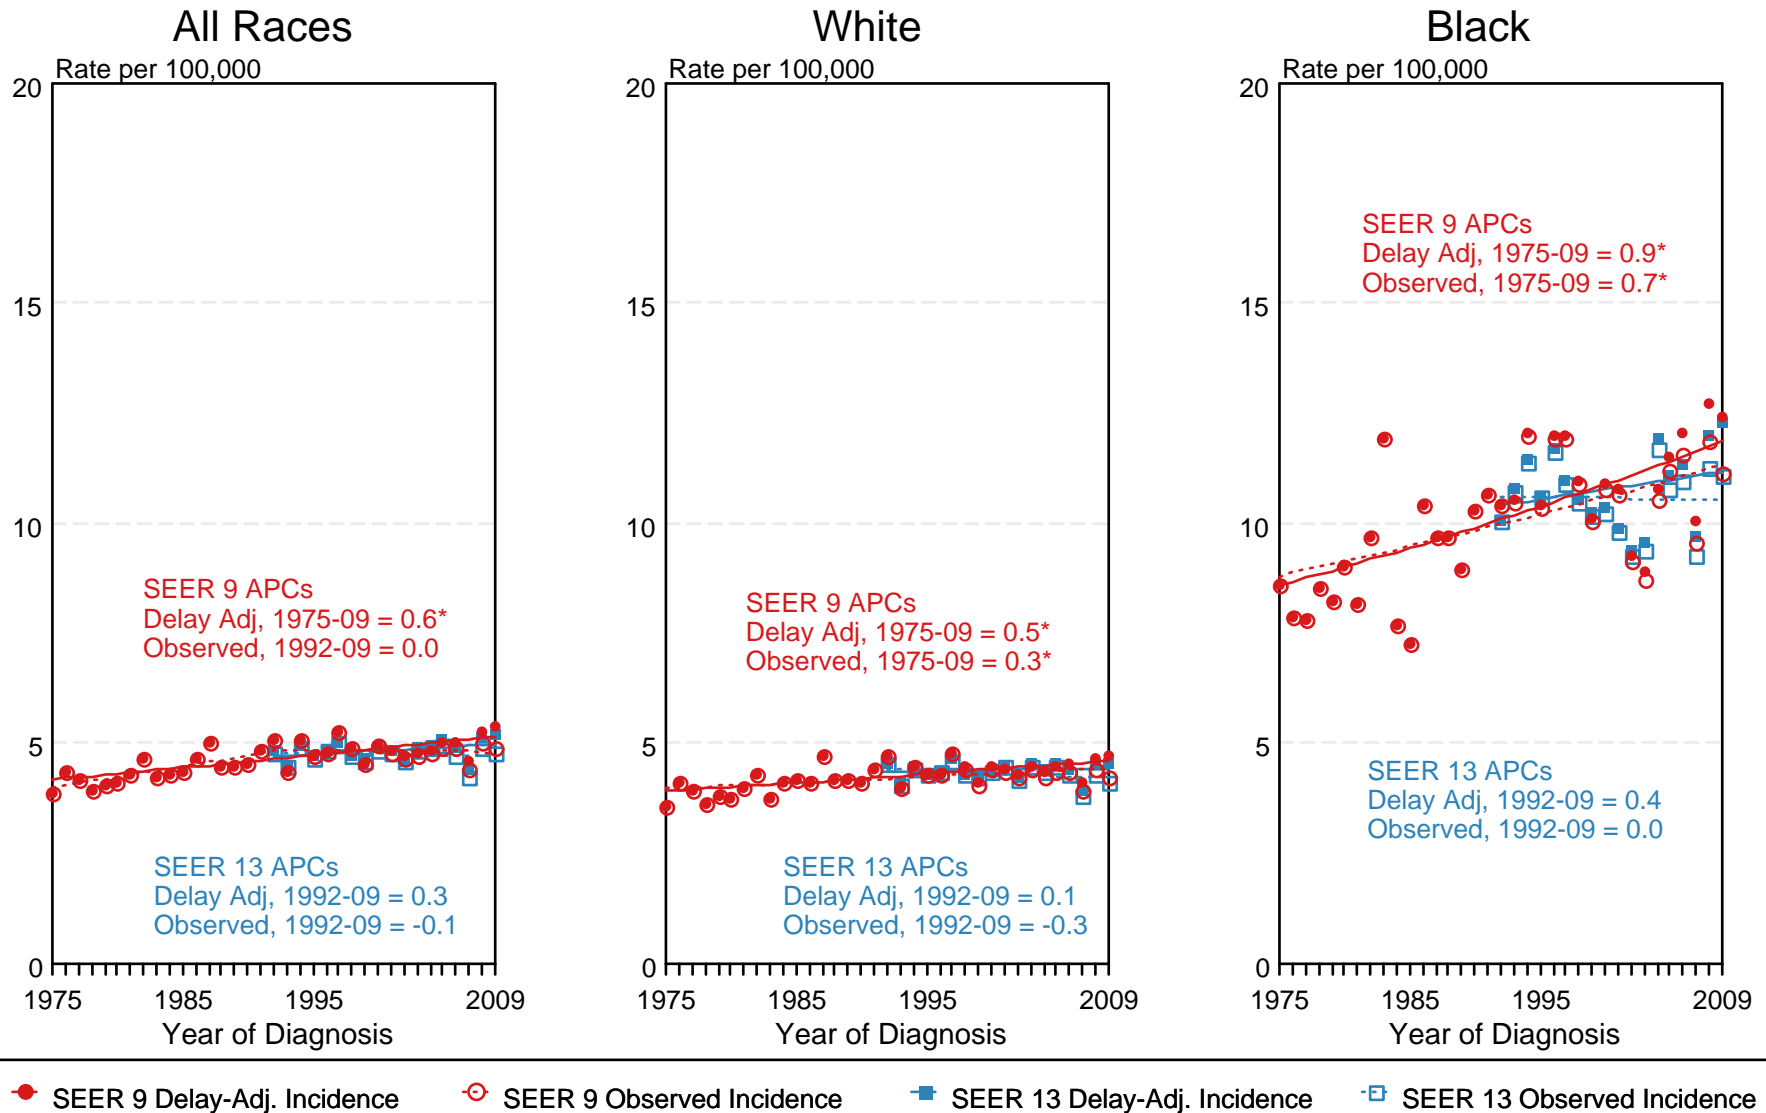 All Races
Rate per 100,000
20
15
10
5
0
SEER 9 APCs
Delay Adj, 1975-09 = 0.6*
Observed, 1992-09 = 0.0
SEER 13 APCs
Delay Adj, 1992-09 = 0.3
Observed, 1992-09 = -0.1
1975 1985 1995 2009
Year of Diagnosis
White
Rate per 100,000
20
15
10
5
0
SEER 9 APCs
Delay Adj, 1975-09 = 0.5*
Observed, 1975-09 = 0.3*
SEER 13 APCs
Delay Adj, 1992-09 = 0.1
Observed, 1992-09 = -0.3
1975 1985 1995 2009
Year of Diagnosis
Black
Rate per 100,000
20
15
10
5
0
SEER 9 APCs
Delay Adj, 1975-09 = 0.9*
Observed, 1975-09 = 0.7*
SEER 13 APCs
Delay Adj, 1992-09 = 0.4
Observed, 1992-09 = 0.0
1975 1985 1995 2009
Year of Diagnosis
SEER 9 Delay-Adj. Incidence
SEER 9 Observed Incidence
SEER 13 Delay-Adj. Incidence
SEER 13 Observed Incidence